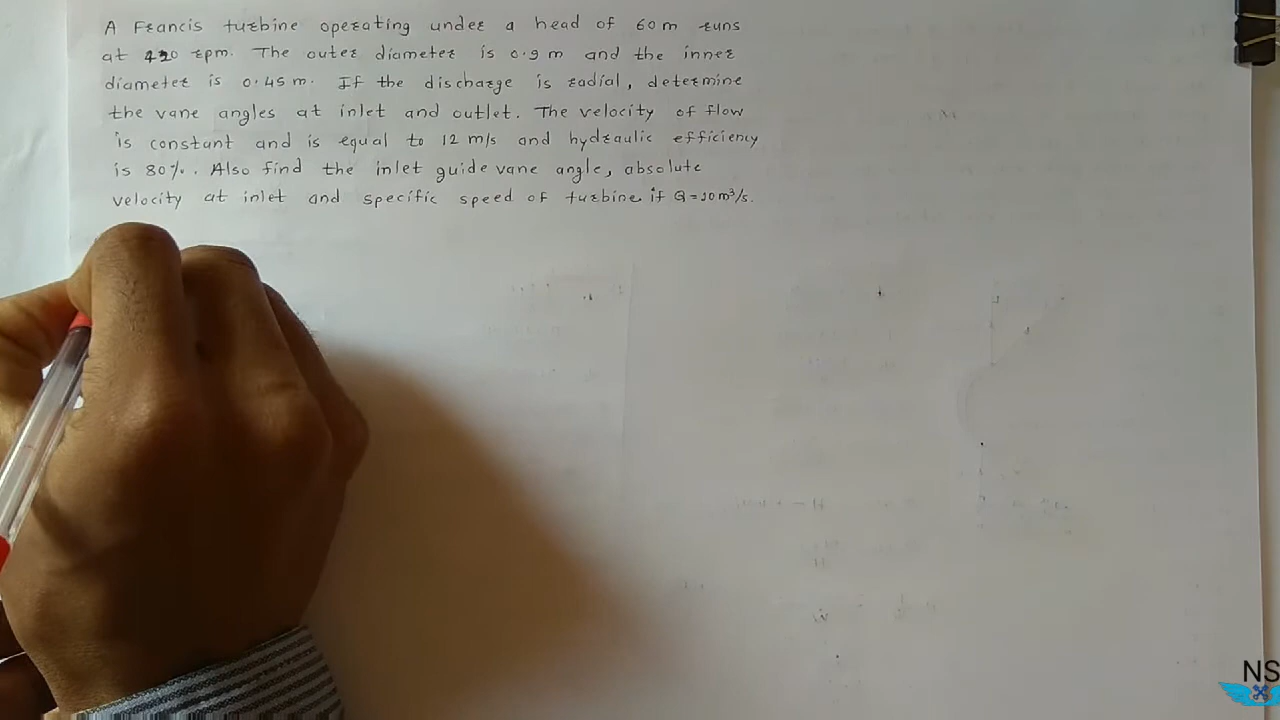 A Francis turbine operating under a head of 60 m runs
at 420 rpm. The outer diameter is 0.9 m and the inner
diameter is 0.45 m. If the discharge is radial, determine
the vane angles at inlet and outlet. The velocity of flow
is constant and is equal to 12 m/s and hydraulic efficiency
is 80%. Also find the inlet guide vane angle, absolute
velocity at inlet and specific speed of turbine if Q=10m³/s.
NS